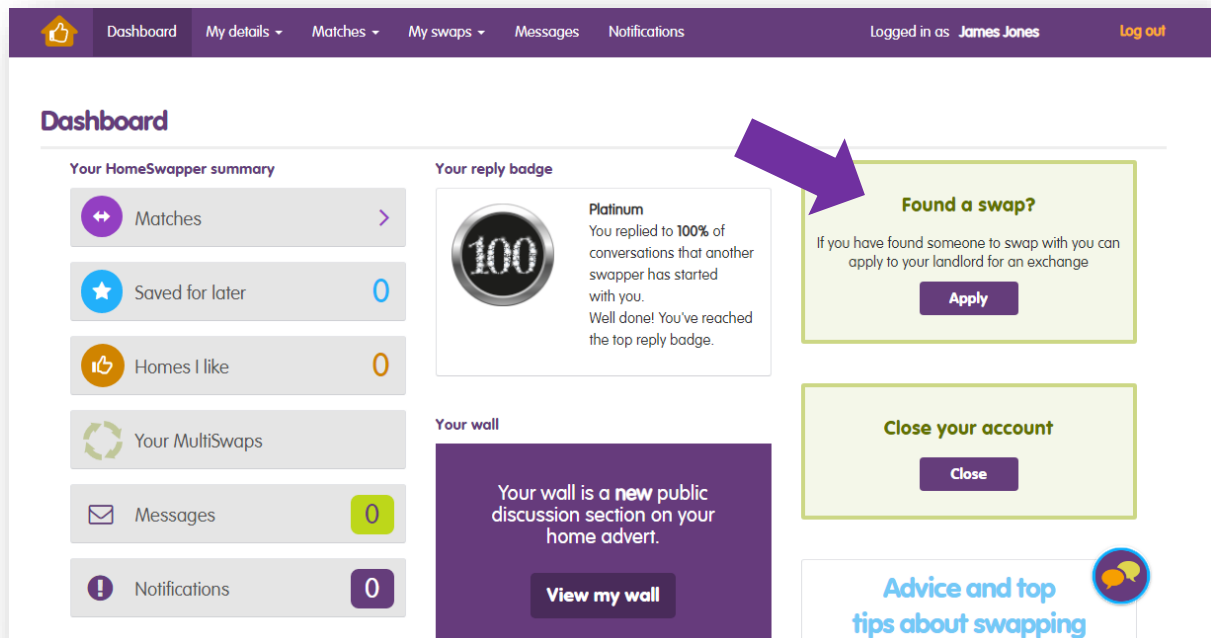 Dashboard My details Matches My swaps Messages Notifications Logged in as James Jones Log out
Dashboard
Your HomeSwapper summary
Matches
Saved for later 0
Homes I like 0
Your MultiSwaps
Messages 0
Notifications 0
Your reply badge
100
Platinum
You replied to 100% of
conversations that another
swapper has started
with you.
Well done! You've reached
the top reply badge.
Your wall
Your wall is a new public
discussion section on your
home advert.
View my wall
Found a swap?
If you have found someone to swap with you can
apply to your landlord for an exchange
Apply
Close your account
Close
Advice and top
tips about swapping